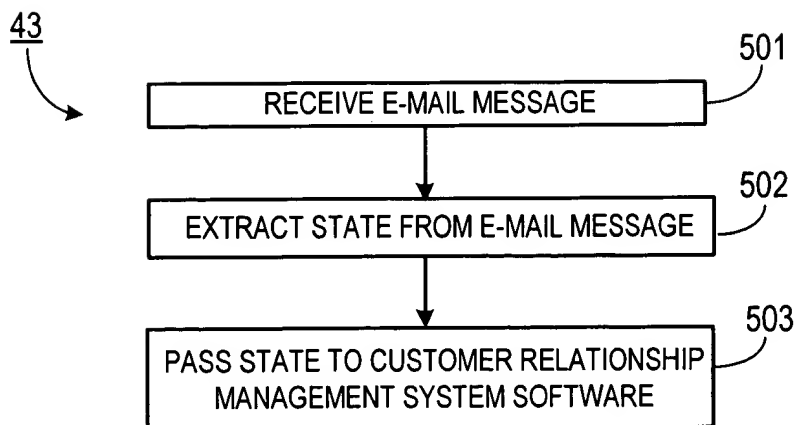 43
501
RECEIVE E-MAIL MESSAGE
502
EXTRACT STATE FROM E-MAIL MESSAGE
503
PASS STATE TO CUSTOMER RELATIONSHIP
MANAGEMENT SYSTEM SOFTWARE